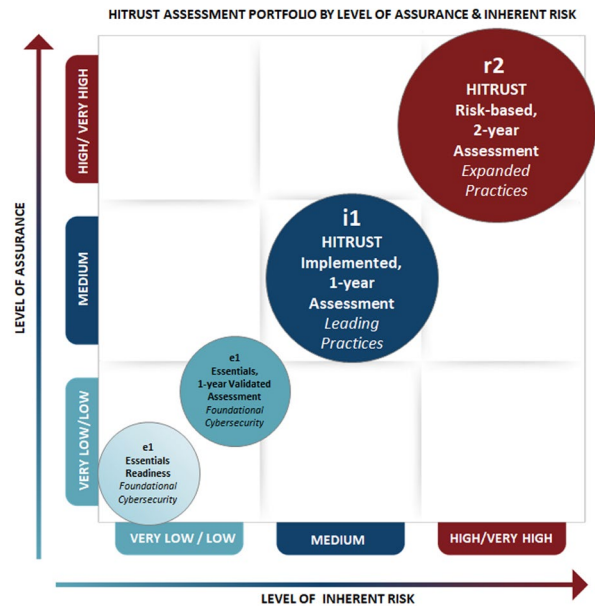 HITRUST ASSESSMENT PORTFOLIO BY LEVEL OF ASSURANCE & INHERENT RISK
LEVEL OF ASSURANCE
HIGH/ VERY HIGH
MEDIUM
VERY LOW/LOW
r2
HITRUST
Risk-based,
2-year
Assessment
Expanded
Practices
i1
HITRUST
Implemented,
1-year
Assessment
Leading
Practices
e1
Essentials,
1-year Validated
Assessment
Foundational
Cybersecurity
e1
Essentials
Readiness
Foundational
Cybersecurity
VERY LOW / LOW
MEDIUM
HIGH/VERY HIGH
LEVEL OF INHERENT RISK